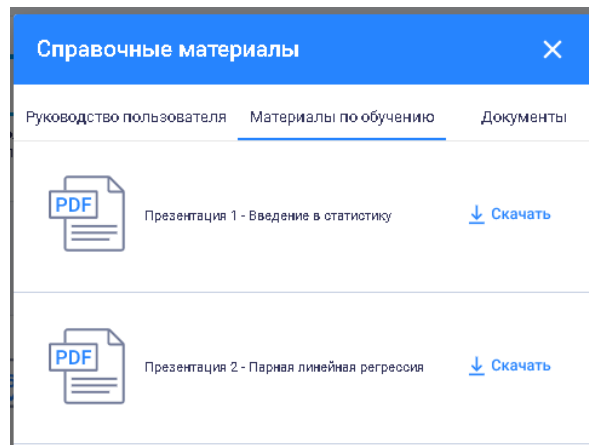 Справочные материалы
Руководство пользователя Материалы по обучению Документы
PDF Презентация 1 - Введение в статистику Скачать
PDF Презентация 2 - Парная линейная регрессия Скачать